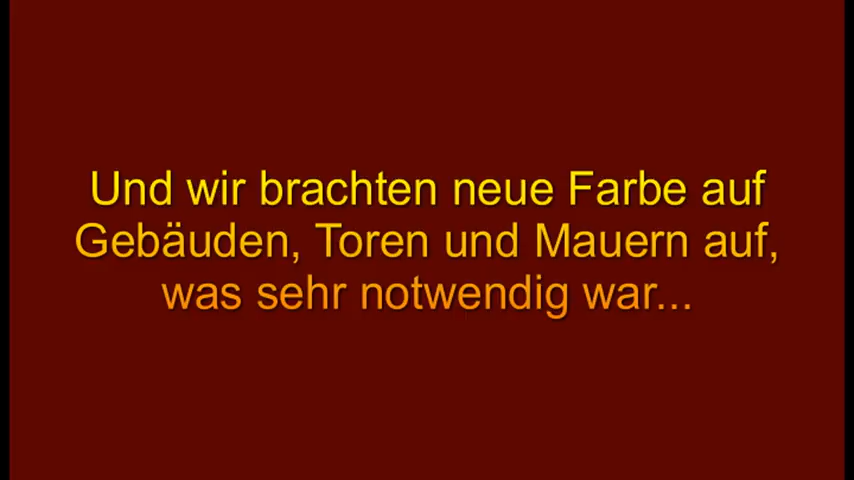 Und wir brachten neue Farbe auf
Gebäuden, Toren und Mauern auf,
was sehr notwendig war...